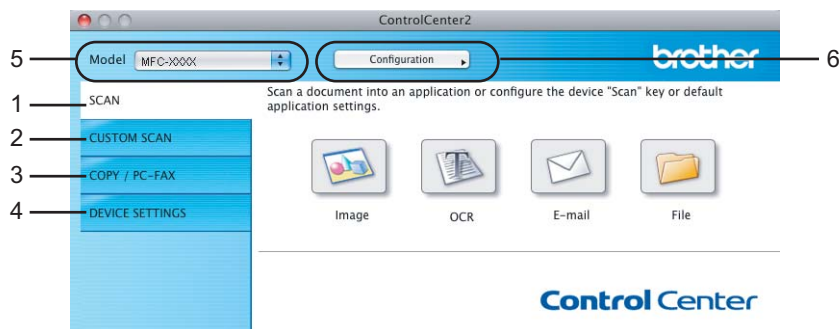 ControlCenter2
5
Model MFC-XXXX
Configuration
brother
6
1
SCAN
Scan a document into an application or configure the device "Scan" key or default
application settings.
2
CUSTOM SCAN
3
COPY / PC-FAX
4
DEVICE SETTINGS
Image
OCR
E-mail
File
Control Center